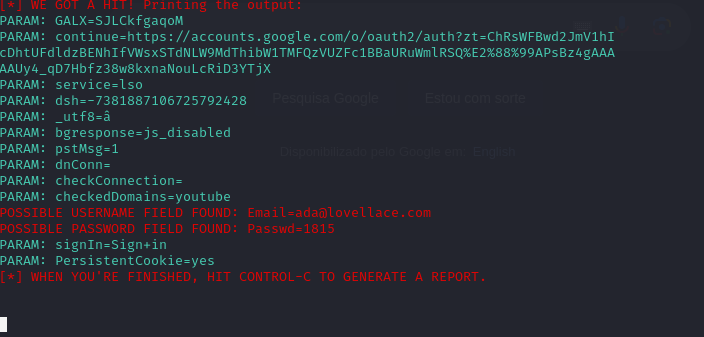 [*] WE GOT A HIT! Printing the output:
PARAM: GALX=SJLCkfgaqoM
PARAM: continue=https://accounts.google.com/o/oauth2/auth?zt=ChRsWFBwd2JmV1hI
cDhtUFdldzBENhIfVWsxSTdNLW9MdThibW1TMFQzVUZFc1BBaURuWmlRSQ%E2%88%99APsBz4gAAA
AAUy4_qD7Hbfz38w8kxnaNouLcRiD3YTjX
PARAM: service=lso
PARAM: dsh=-7381887106725792428
PARAM: _utf8=â
PARAM: bgresponse=js_disabled
PARAM: pstMsg=1
PARAM: dnConn=
PARAM: checkConnection=
PARAM: checkedDomains=youtube
POSSIBLE USERNAME FIELD FOUND: Email=ada@lovellace.com
POSSIBLE PASSWORD FIELD FOUND: Passwd=1815
PARAM: signIn=Sign+in
PARAM: PersistentCookie=yes
[*] WHEN YOU'RE FINISHED, HIT CONTROL-C TO GENERATE A REPORT.
Pesquisa Google
Estou com sorte
Disponibilizado pelo Google em: English